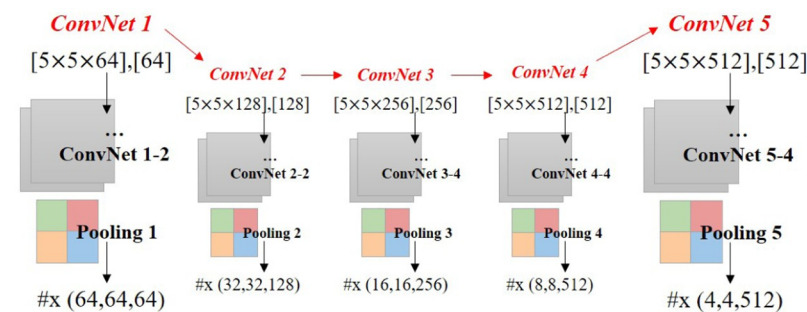 ConvNet 1
[5×5×64],[64]
...
ConvNet 1-2
Pooling 1
#x (64,64,64)
ConvNet 2
[5×5×128],[128]
...
ConvNet 2-2
Pooling 2
#x (32,32,128)
ConvNet 3
[5×5×256],[256]
...
ConvNet 3-4
Pooling 3
#x (16,16,256)
ConvNet 4
[5×5×512],[512]
...
ConvNet 4-4
Pooling 4
#x (8,8,512)
ConvNet 5
[5×5×512],[512]
...
ConvNet 5-4
Pooling 5
#x (4,4,512)